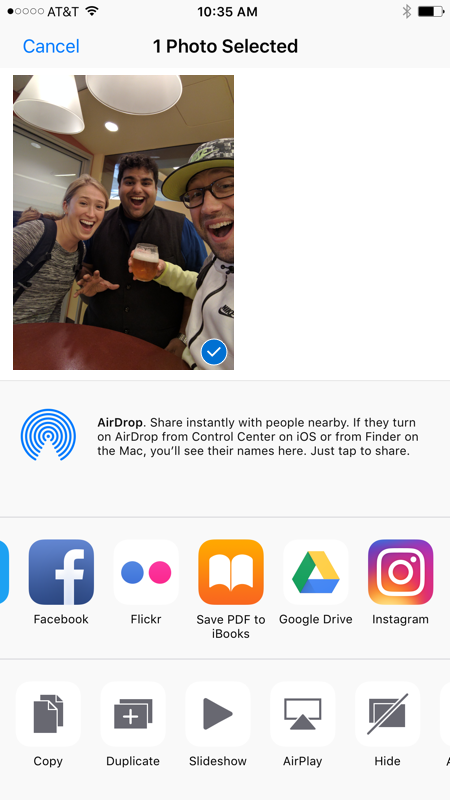 AT&T 10:35 AM
Cancel 1 Photo Selected
AirDrop. Share instantly with people nearby. If they turn
on AirDrop from Control Center on iOS or from Finder on
the Mac, you'll see their names here. Just tap to share.
Facebook Flickr Save PDF to Google Drive Instagram
iBooks
Copy Duplicate Slideshow AirPlay Hide